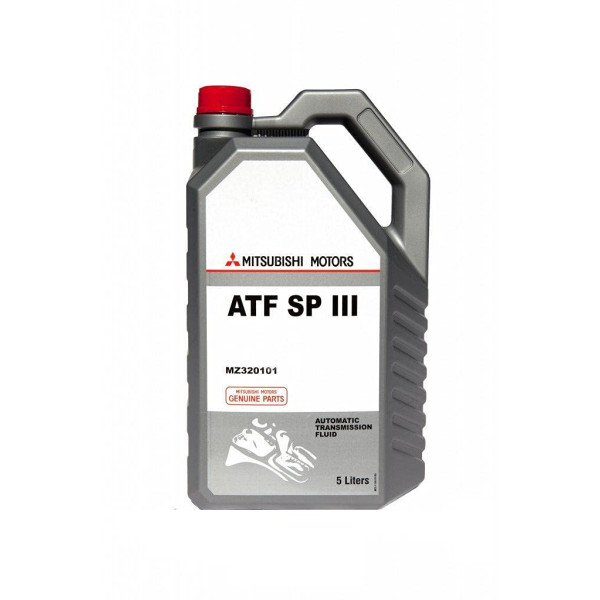 MITSUBISHI MOTORS
ATF SP III
MZ320101
MITSUBISHI MOTORS
GENUINE PARTS
AUTOMATIC
TRANSMISSION
FLUID
5 Liters